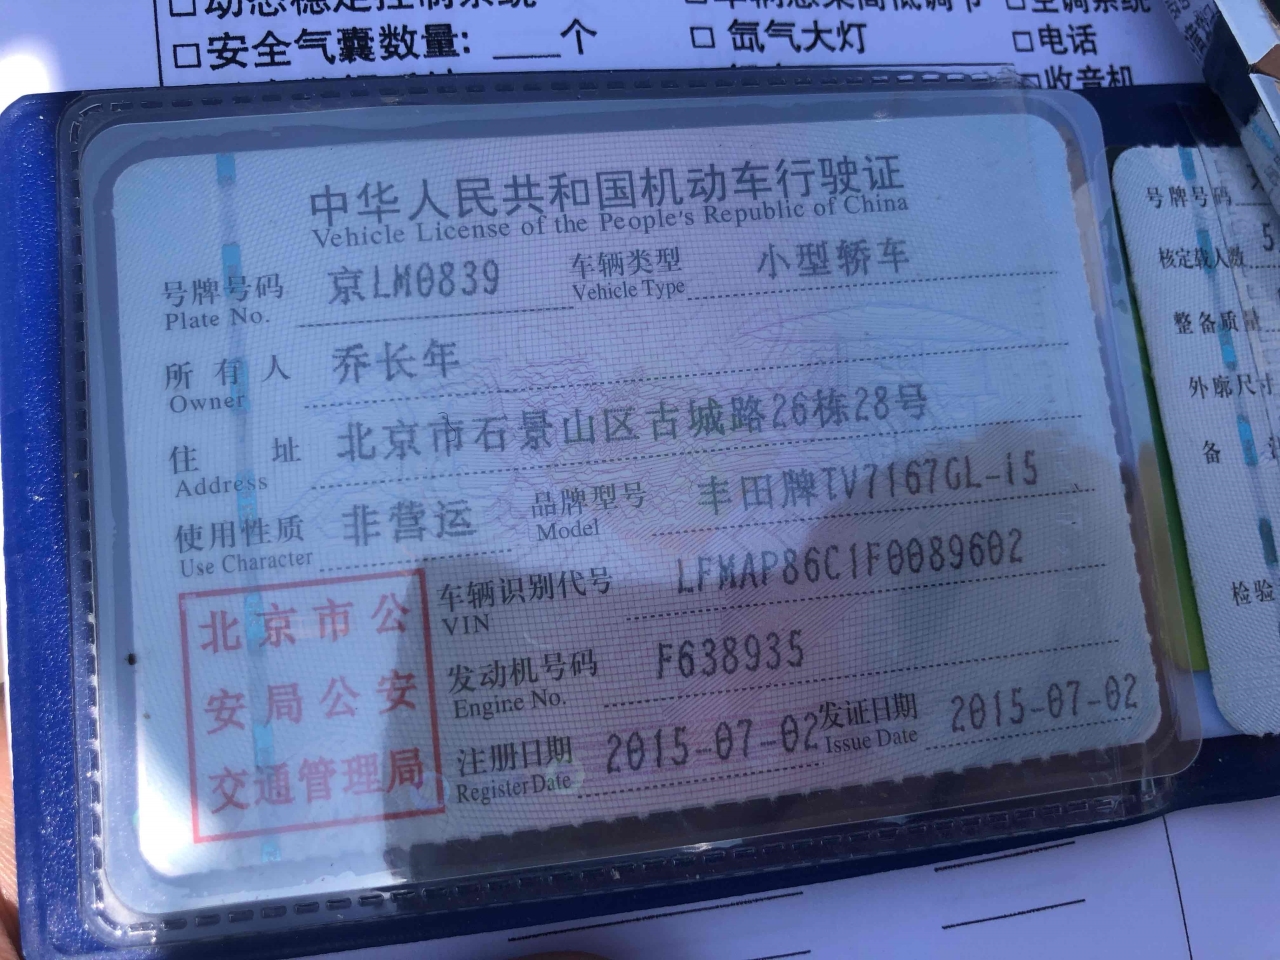 □安全气囊数量: ___个 □ 氙气大灯 □电话
□收音机
中华人民共和国机动车行驶证
Vehicle License of the People's Republic of China
号牌号码 京LM0839 车辆类型 小型轿车
Plate No. Vehicle Type
所有人 乔长年
Owner
住址 北京市石景山区古城路26栋28号
Address
使用性质 非营运 品牌型号 丰田牌TV7167GL-i5
Use Character Model
车辆识别代号 LFMAP86C1F0089602
VIN
发动机号码 F638935
Engine No.
注册日期 2015-07-02 发证日期 2015-07-02
Register Date Issue Date
北京市公
安局公安
交通管理局
号牌号码
核定载人数 5
整备质量
外廓尺寸
备
检验